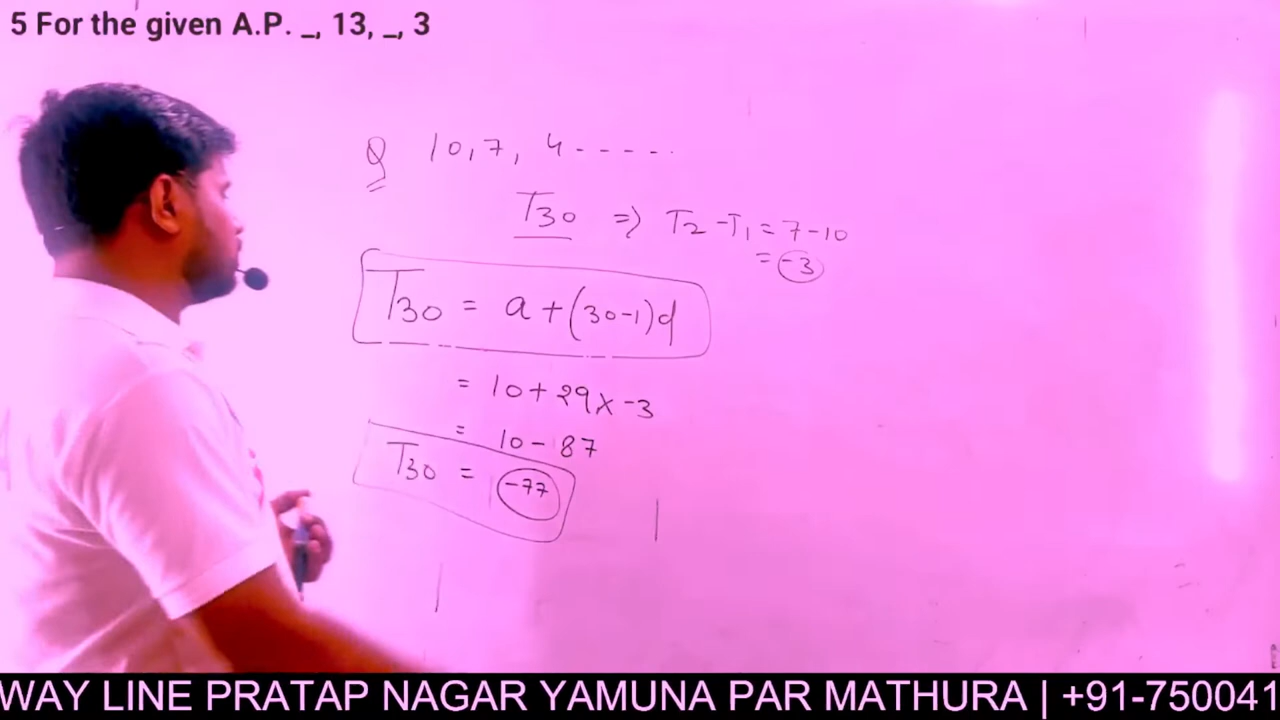 5 For the given A.P. _, 13, _, 3
Q 10, 7, 4 - - - - -
T30 => T2 - T1 = 7 - 10
= -3
T30 = a + (30-1)d
= 10 + 29 x -3
= 10 - 87
T30 = -77
WAY LINE PRATAP NAGAR YAMUNA PAR MATHURA | +91-750041